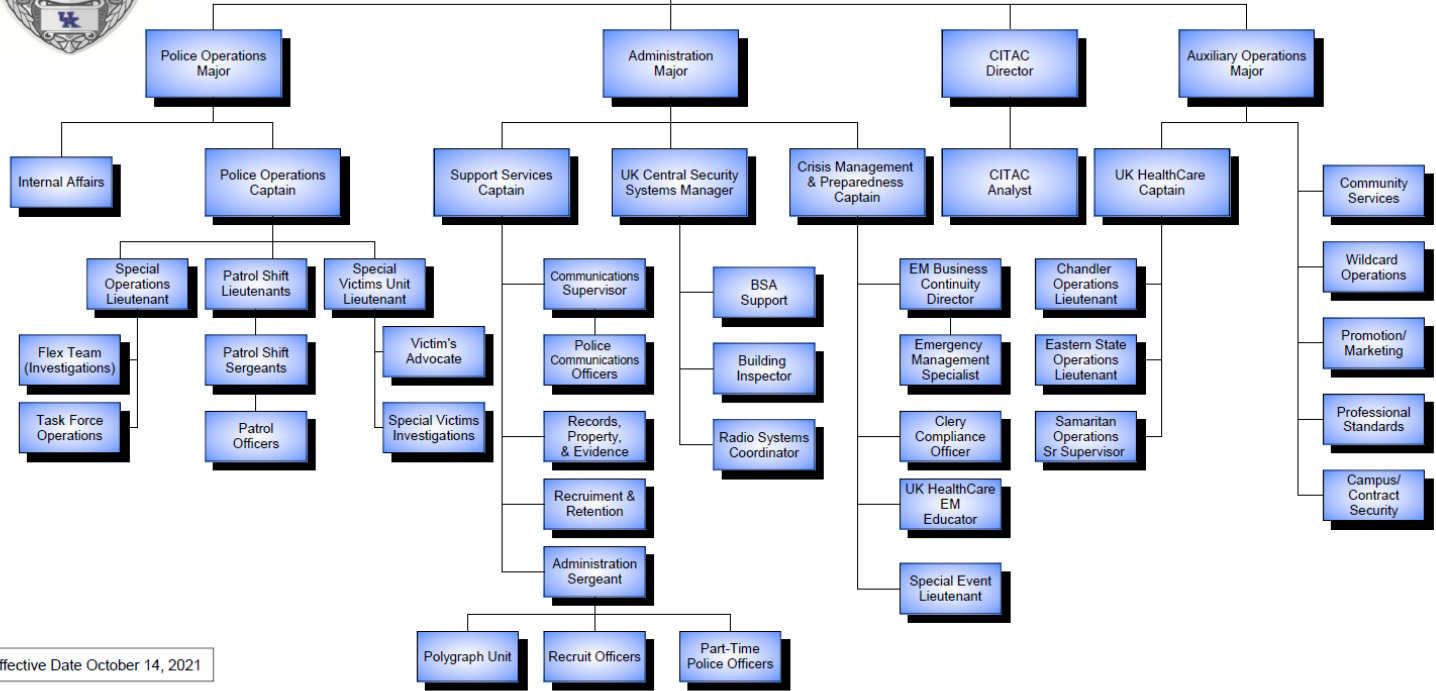 UK
Police Operations
Major
Administration
Major
CITAC
Director
Auxiliary Operations
Major
Internal Affairs
Police Operations
Captain
Support Services
Captain
UK Central Security
Systems Manager
Crisis Management
& Preparedness
Captain
CITAC
Analyst
UK HealthCare
Captain
Community
Services
Special
Operations
Lieutenant
Patrol Shift
Lieutenants
Special
Victims Unit
Lieutenant
Communications
Supervisor
BSA
Support
EM Business
Continuity
Director
Chandler
Operations
Lieutenant
Wildcard
Operations
Flex Team
(Investigations)
Patrol Shift
Sergeants
Victim's
Advocate
Police
Communications
Officers
Building
Inspector
Emergency
Management
Specialist
Eastern State
Operations
Lieutenant
Promotion/
Marketing
Task Force
Operations
Patrol
Officers
Special Victims
Investigations
Records,
Property,
& Evidence
Radio Systems
Coordinator
Clery
Compliance
Officer
Samaritan
Operations
Sr Supervisor
Professional
Standards
Recruiment &
Retention
UK HealthCare
EM
Educator
Campus/
Contract
Security
Administration
Sergeant
Special Event
Lieutenant
Polygraph Unit
Recruit Officers
Part-Time
Police Officers
ffective Date October 14, 2021